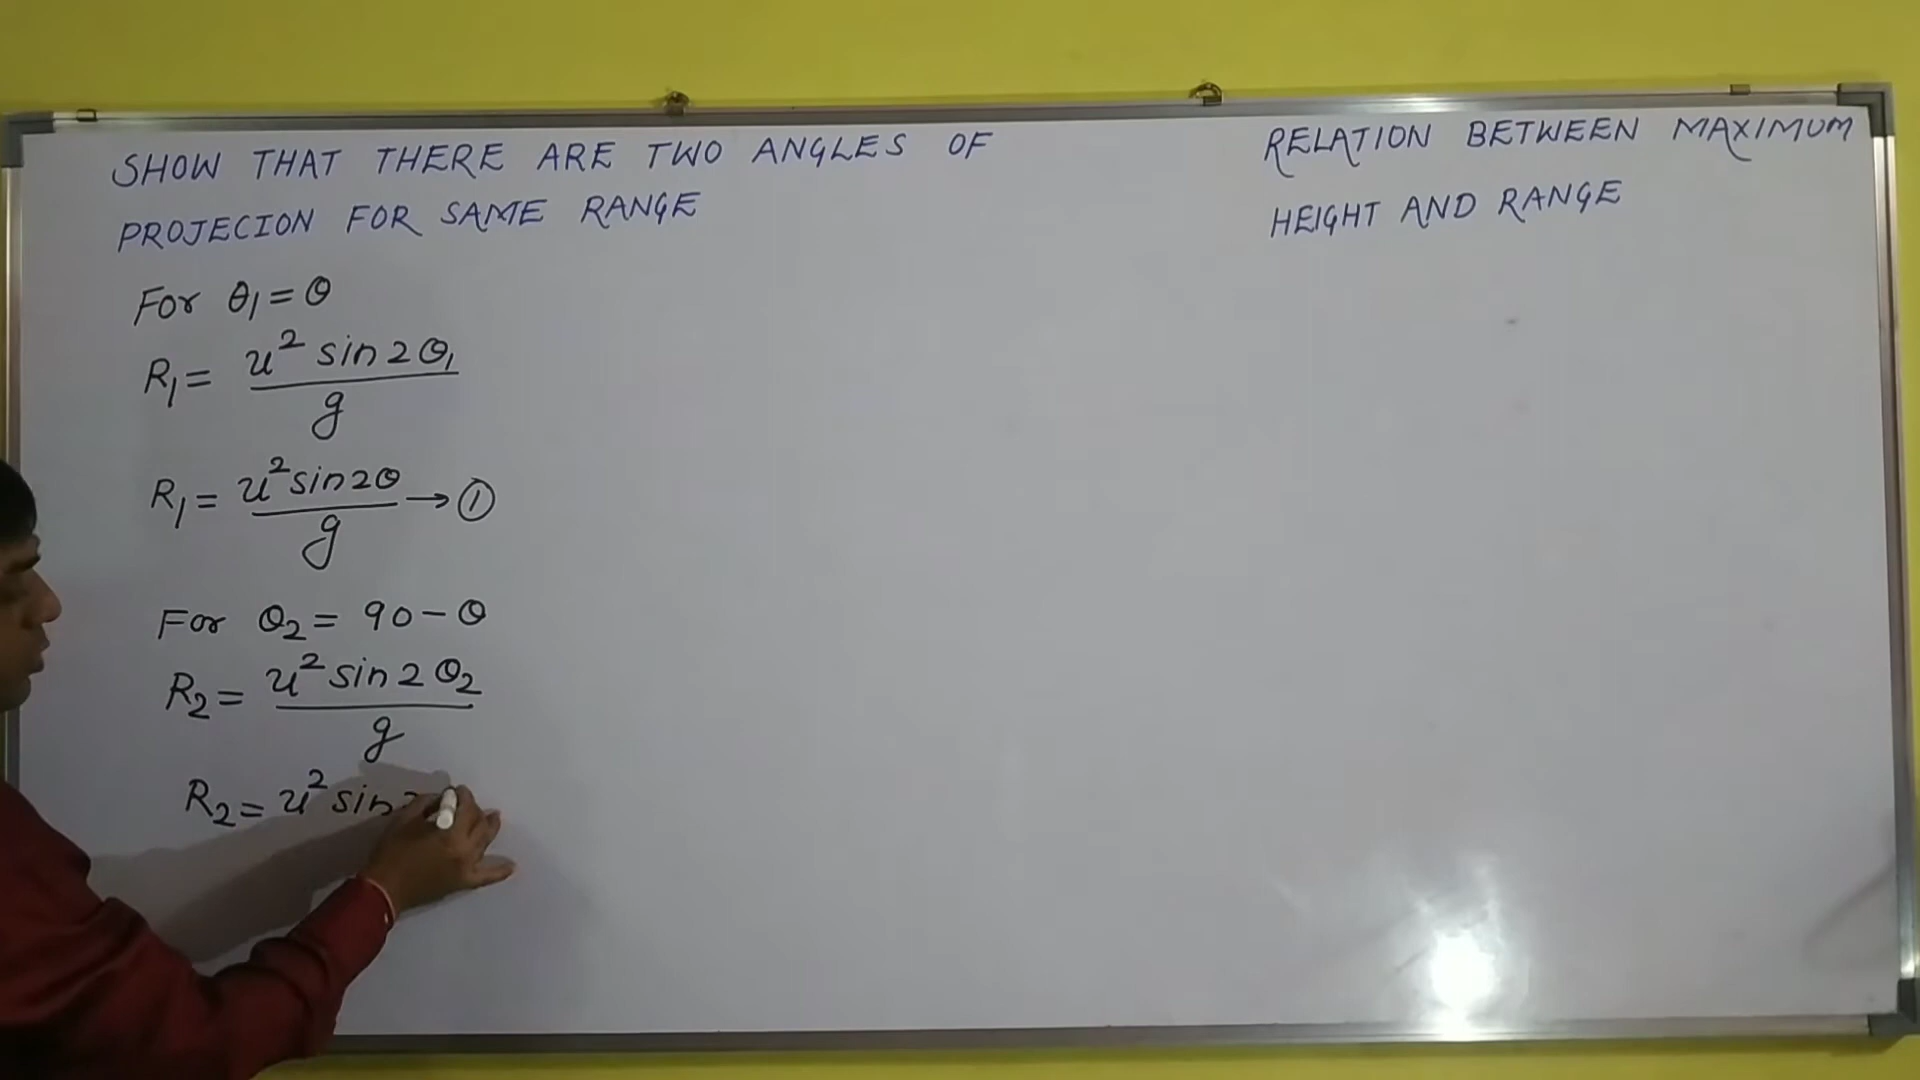 SHOW THAT THERE ARE TWO ANGLES OF
PROJECION FOR SAME RANGE
For θ₁ = θ
R₁ = u² sin 2θ₁ / g
R₁ = u² sin 2θ / g → ①
For θ₂ = 90 − θ
R₂ = u² sin 2θ₂ / g
R₂ = u² sin
RELATION BETWEEN MAXIMUM
HEIGHT AND RANGE